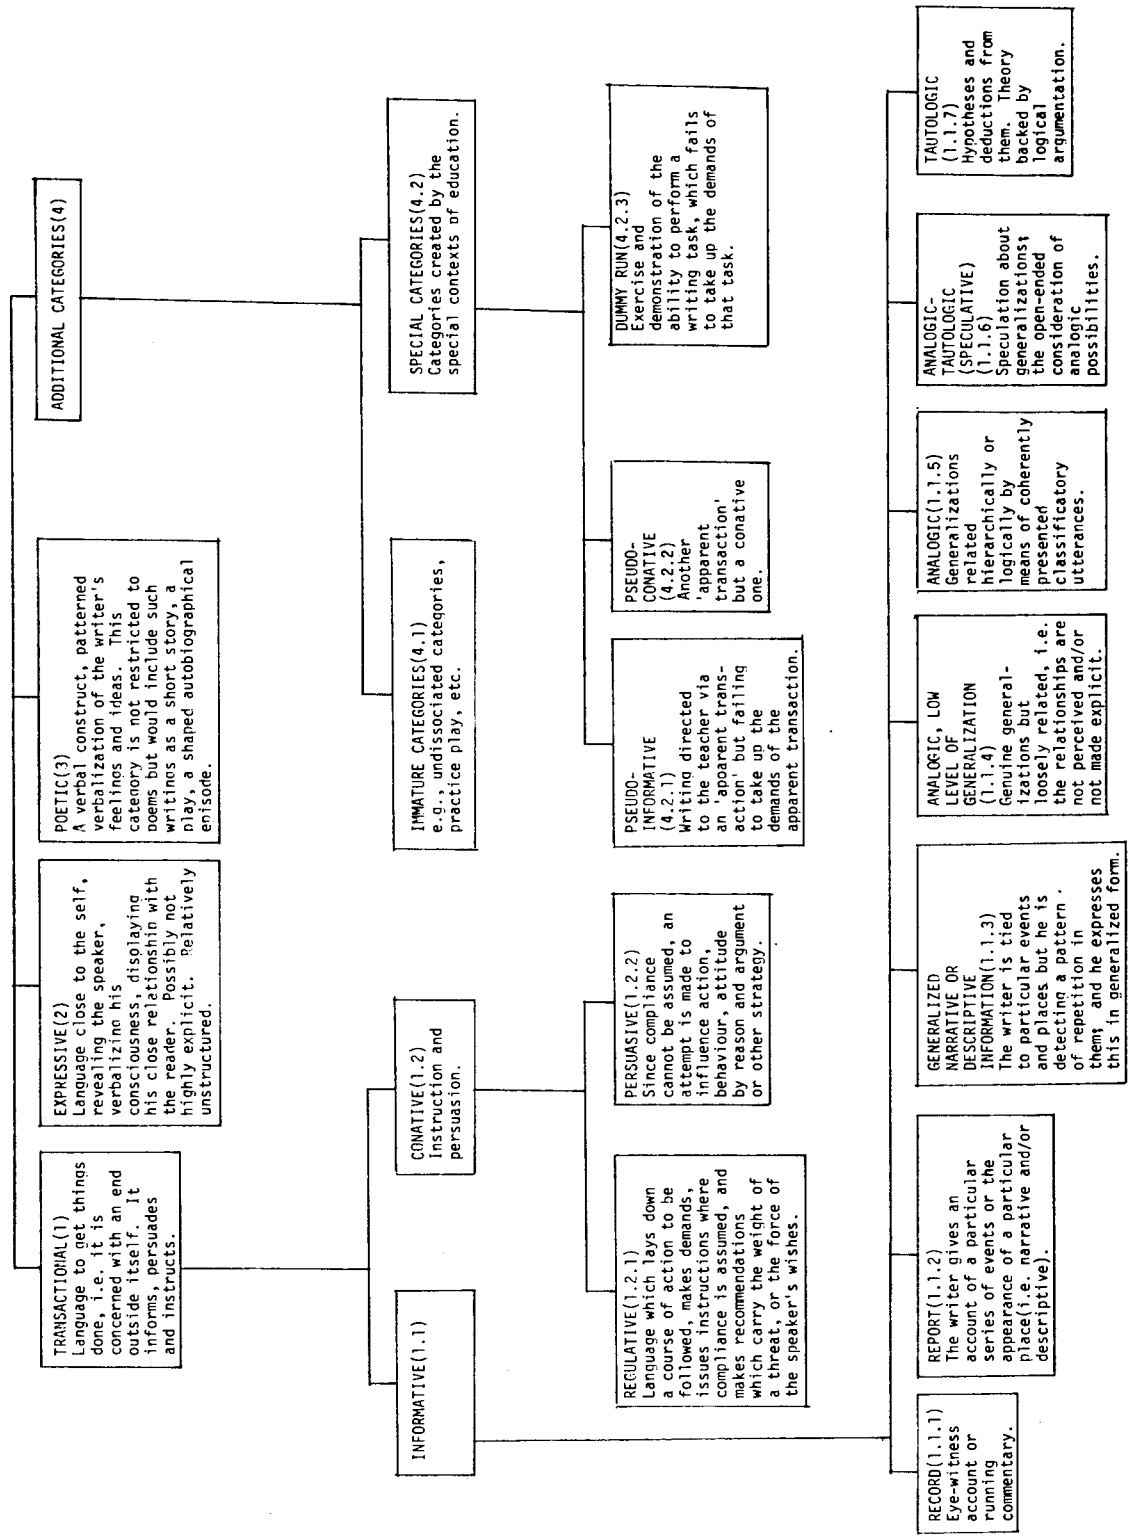 TRANSACTIONAL(1)
Language to get things
done, i.e. it is
concerned with an end
outside itself. It
informs, persuades
and instructs.
EXPRESSIVE(2)
Language close to the self,
revealing the speaker,
verbalizing his
consciousness, displaying
his close relationship with
the reader. Possibly not
highly explicit. Relatively
unstructured.
POETIC(3)
A verbal construct, patterned
verbalization of the writer's
feelings and ideas. This
category is not restricted to
poems but would include such
writings as a short story, a
play, a shaped autobiographical
enisode.
ADDITIONAL CATEGORIES(4)
INFORMATIVE(1.1)
CONATIVE(1.2)
Instruction and
persuasion.
IMMATURE CATEGORIES(4.1)
e.g., undissociated categories,
practice play, etc.
SPECIAL CATEGORIES(4.2)
Categories created by the
special contexts of education.
REGULATIVE(1.2.1)
Language which lays down
a course of action to be
followed, makes demands,
issues instructions where
compliance is assumed, and
makes recommendations
which carry the weight of
a threat, or the force of
the speaker's wishes.
PERSUASIVE(1.2.2)
Since compliance
cannot be assumed, an
attempt is made to
influence action,
behaviour, attitude
by reason and argument
or other strategy.
PSEUDO-
INFORMATIVE
(4.2.1)
Writing directed
to the teacher via
an 'apoarent trans-
action' but failing
to take up the
demands of the
apparent transaction.
PSEUDO-
CONATIVE
(4.2.2)
Another
'apparent
transaction'
but a conative
one.
DUMMY RUN(4.2.3)
Exercise and
demonstration of the
ability to perform a
writing task, which fails
to take up the demands of
that task.
RECORD(1.1.1)
Eye-witness
account or
running
commentary.
REPORT(1.1.2)
The writer gives an
account of a particular
series of events or the
appearance of a particular
place(i.e. narrative and/or
descriptive).
GENERALIZED
NARRATIVE OR
DESCRIPTIVE
INFORMATION(1.1.3)
The writer is tied
to particular events
and places but he is
detecting a pattern
of repetition in
them; and he expresses
this in generalized form.
ANALOGIC, LOW
LEVEL OF
GENERALIZATION
(1.1.4)
Genuine general-
izations but
loosely related, i.e.
the relationships are
not perceived and/or
not made explicit.
ANALOGIC(1.1.5)
Generalizations
related
hierarchically or
logically by
means of coherently
presented
classificatory
utterances.
ANALOGIC-
TAUTOLOGIC
(SPECULATIVE)
(1.1.6)
Speculation about
generalizations;
the open-ended
consideration of
analogic
possibilities.
TAUTOLOGIC
(1.1.7)
Hypotheses and
deductions from
them. Theory
backed by
logical
argumentation.